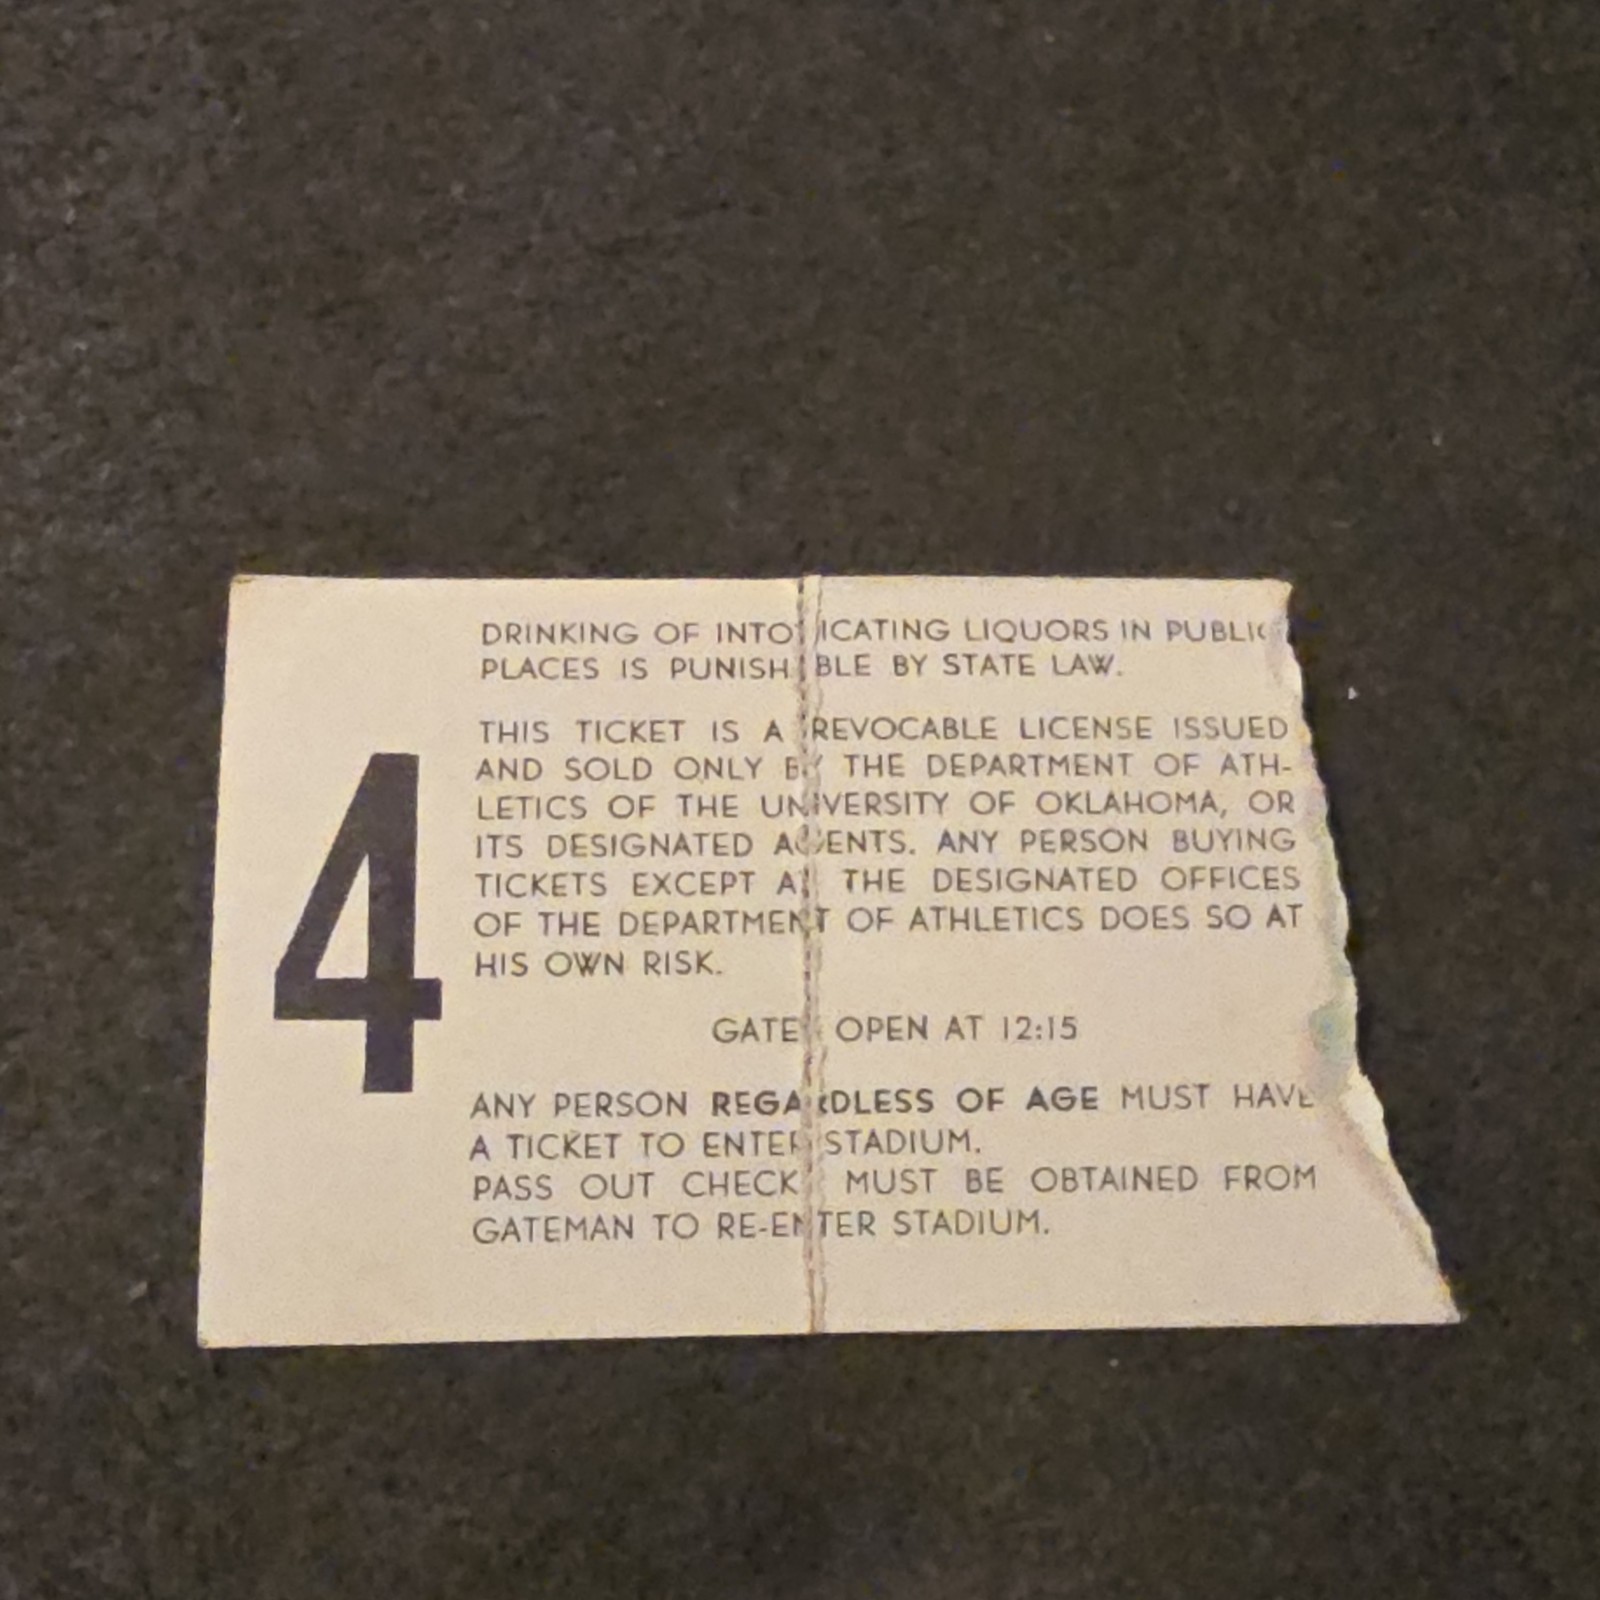 DRINKING OF INTOXICATING LIQUORS IN PUBLIC
PLACES IS PUNISHABLE BY STATE LAW.
THIS TICKET IS A REVOCABLE LICENSE ISSUED
AND SOLD ONLY BY THE DEPARTMENT OF ATH-
LETICS OF THE UNIVERSITY OF OKLAHOMA, OR
ITS DESIGNATED AGENTS. ANY PERSON BUYING
TICKETS EXCEPT AT THE DESIGNATED OFFICES
OF THE DEPARTMENT OF ATHLETICS DOES SO AT
HIS OWN RISK.
4
GATES OPEN AT 12:15
ANY PERSON REGARDLESS OF AGE MUST HAVE
A TICKET TO ENTER STADIUM.
PASS OUT CHECKS MUST BE OBTAINED FROM
GATEMAN TO RE-ENTER STADIUM.